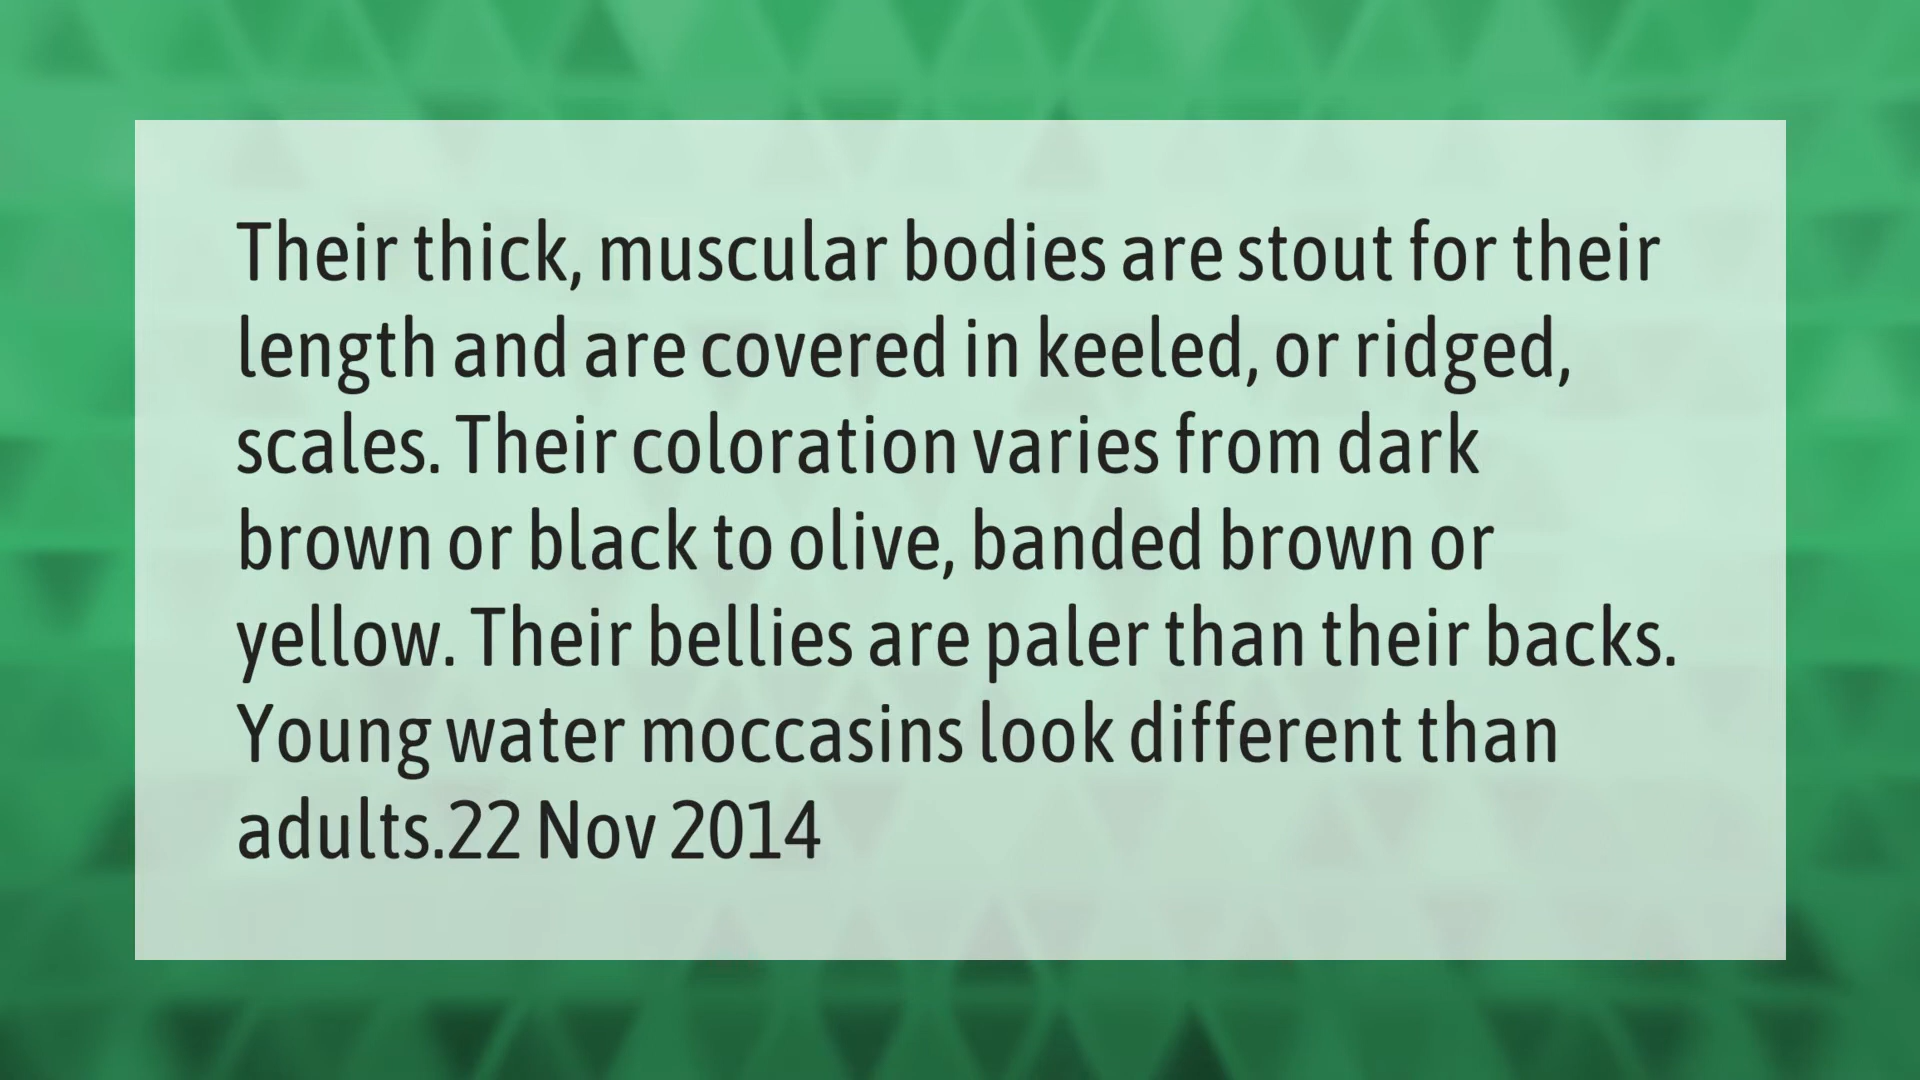 Their thick, muscular bodies are stout for their
length and are covered in keeled, or ridged,
scales. Their coloration varies from dark
brown or black to olive, banded brown or
yellow. Their bellies are paler than their backs.
Young water moccasins look different than
adults.22 Nov 2014